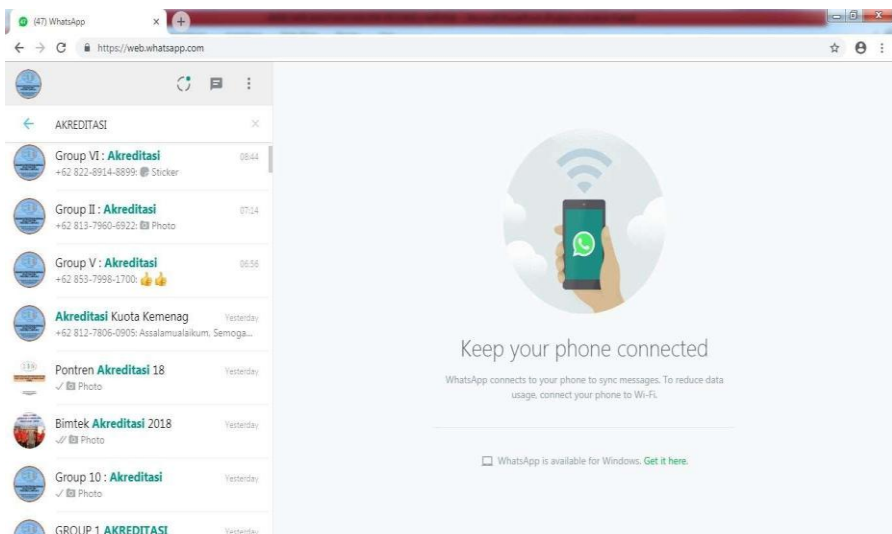 (47) WhatsApp
https://web.whatsapp.com
AKREDITASI
Group VI : Akreditasi 08:44
+62 822-8914-8899: Sticker
Group II : Akreditasi 07:14
+62 813-7960-6922: Photo
Group V : Akreditasi 06:56
+62 853-7998-1700: 👍👍
Akreditasi Kuota Kemenag Yesterday
+62 812-7806-0905: Assalamualaikum, Semoga...
Pontren Akreditasi 18 Yesterday
Photo
Bimtek Akreditasi 2018 Yesterday
Photo
Group 10 : Akreditasi Yesterday
Photo
GROUP 1 AKREDITASI Yesterday
Keep your phone connected
WhatsApp connects to your phone to sync messages. To reduce data
usage, connect your phone to Wi-Fi.
WhatsApp is available for Windows. Get it here.